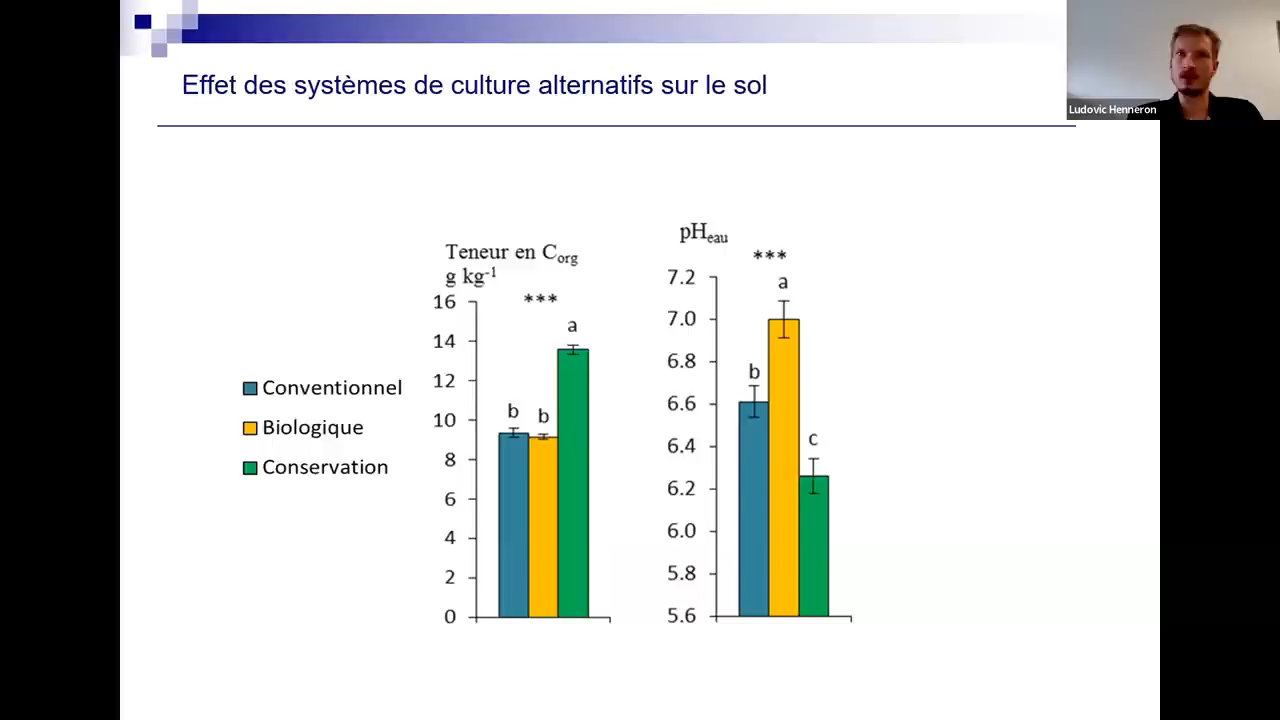 Effet des systèmes de culture alternatifs sur le sol
Ludovic Henneron
Conventionnel
Biologique
Conservation
Teneur en Corg
g kg-1
***
16
14
12
10
8
6
4
2
0
b
b
a
pHeau
***
7.2
7.0
6.8
6.6
6.4
6.2
6.0
5.8
5.6
b
a
c